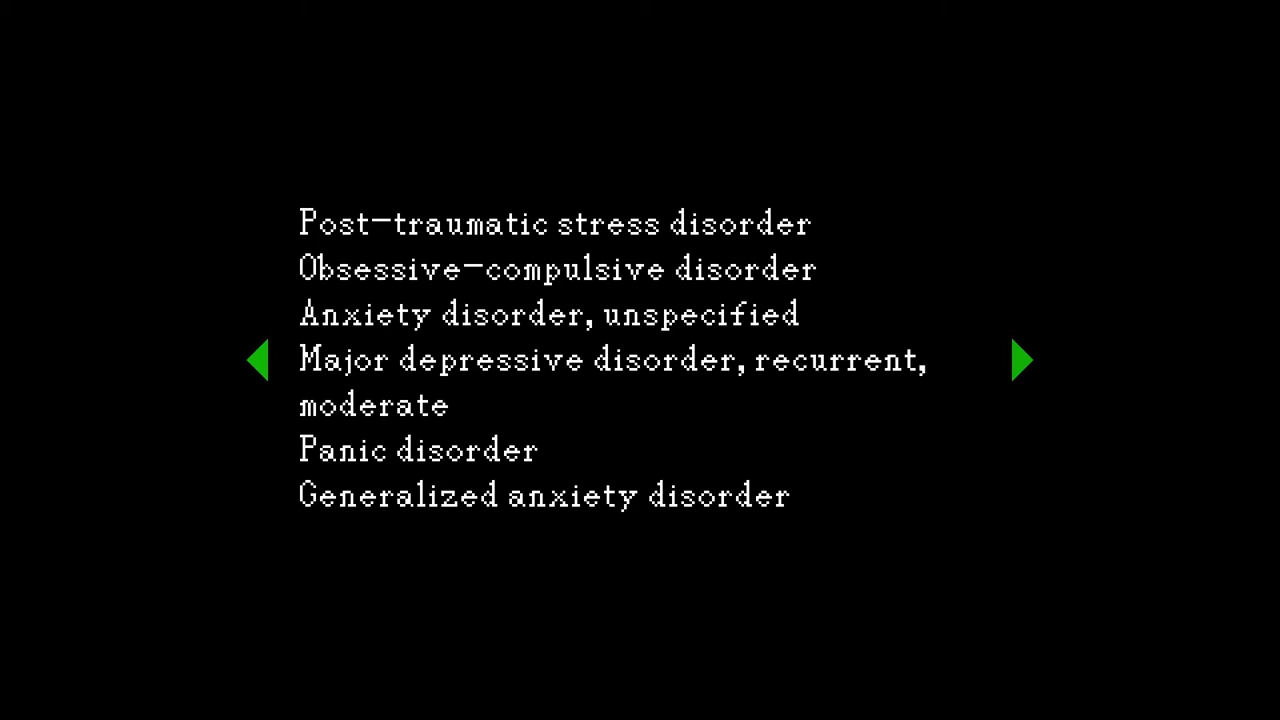 Post-traumatic stress disorder
Obsessive-compulsive disorder
Anxiety disorder, unspecified
Major depressive disorder, recurrent,
moderate
Panic disorder
Generalized anxiety disorder